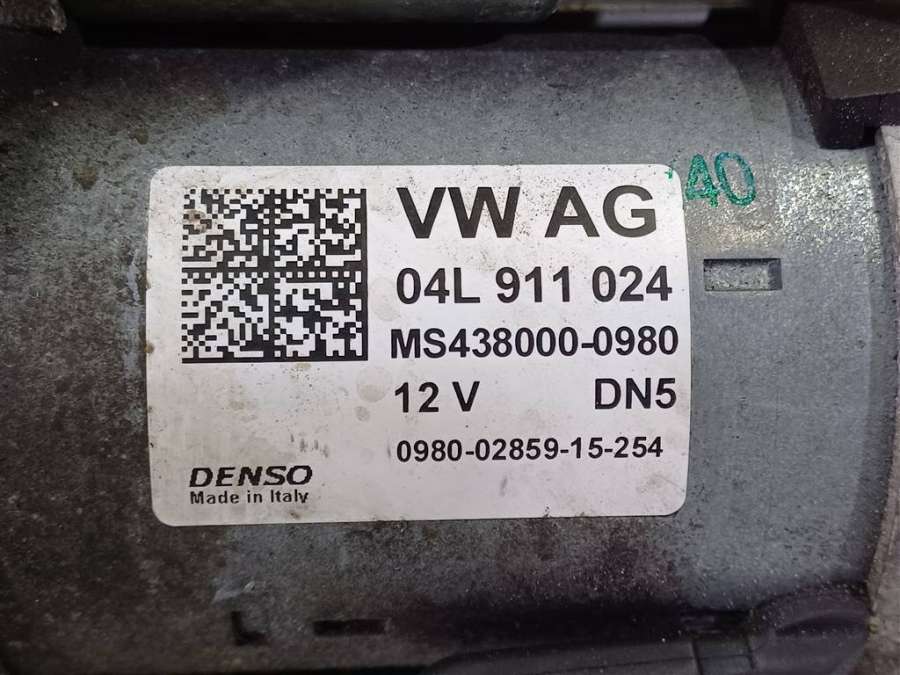 VW AG
04L 911 024
MS438000-0980
12 V DN5
0980-02859-15-254
DENSO
Made in Italy
40